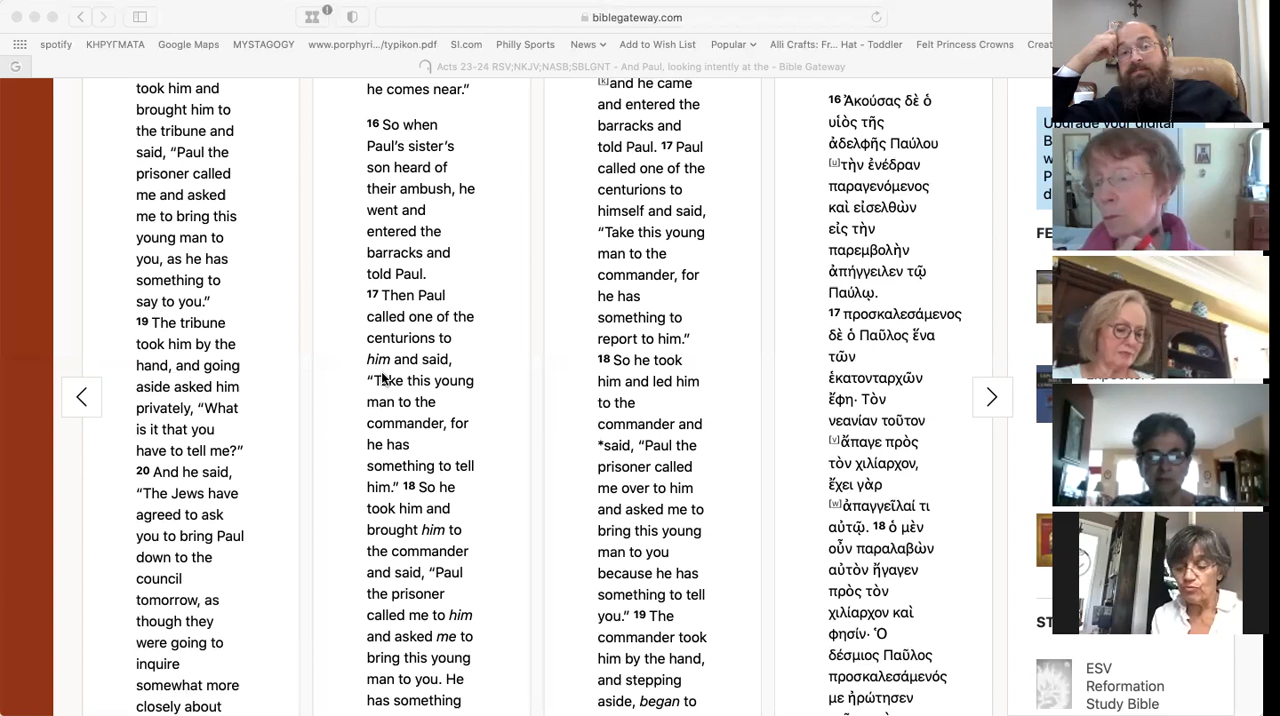 biblegateway.com
spotify
ΚΗΡΥΓΜΑΤΑ
Google Maps
MYSTAGOGY
www.porphyri.../typikon.pdf
SI.com
Philly Sports
News
Add to Wish List
Popular
Alli Crafts: Fr... Hat - Toddler
Felt Princess Crowns
Creat
G
Acts 23-24 RSV;NKJV;NASB;SBLGNT - And Paul, looking intently at the - Bible Gateway
took him and
brought him to
the tribune and
said, “Paul the
prisoner called
me and asked
me to bring this
young man to
you, as he has
something to
say to you.”
19 The tribune
took him by the
hand, and going
aside asked him
privately, “What
is it that you
have to tell me?”
20 And he said,
“The Jews have
agreed to ask
you to bring Paul
down to the
council
tomorrow, as
though they
were going to
inquire
somewhat more
closely about
he comes near.”
16 So when
Paul’s sister’s
son heard of
their ambush, he
went and
entered the
barracks and
told Paul.
17 Then Paul
called one of the
centurions to
him and said,
“Take this young
man to the
commander, for
he has
something to tell
him.” 18 So he
took him and
brought him to
the commander
and said, “Paul
the prisoner
called me to him
and asked me to
bring this young
man to you. He
has something
and he came
and entered the
barracks and
told Paul. 17 Paul
called one of the
centurions to
himself and said,
“Take this young
man to the
commander, for
he has
something to
report to him.”
18 So he took
him and led him
to the
commander and
*said, “Paul the
prisoner called
me over to him
and asked me to
bring this young
man to you
because he has
something to tell
you.” 19 The
commander took
him by the hand,
and stepping
aside, began to
16 Ἀκούσας δὲ ὁ
υἱὸς τῆς
ἀδελφῆς Παύλου
[u]τὴν ἐνέδραν
παραγενόμενος
καὶ εἰσελθὼν
εἰς τὴν
παρεμβολὴν
ἀπήγγειλεν τῷ
Παύλῳ.
17 προσκαλεσάμενος
δὲ ὁ Παῦλος ἕνα
τῶν
ἑκατονταρχῶν
ἔφη· Τὸν
νεανίαν τοῦτον
[v]ἄπαγε πρὸς
τὸν χιλίαρχον,
ἔχει γὰρ
[w]ἀπαγγεῖλαί τι
αὐτῷ. 18 ὁ μὲν
οὖν παραλαβὼν
αὐτὸν ἤγαγεν
πρὸς τὸν
χιλίαρχον καὶ
φησίν· Ὁ
δέσμιος Παῦλος
προσκαλεσάμενός
με ἠρώτησεν
Upgrade your digital
B
w
P
d
FE
ST
ESV
Reformation
Study Bible